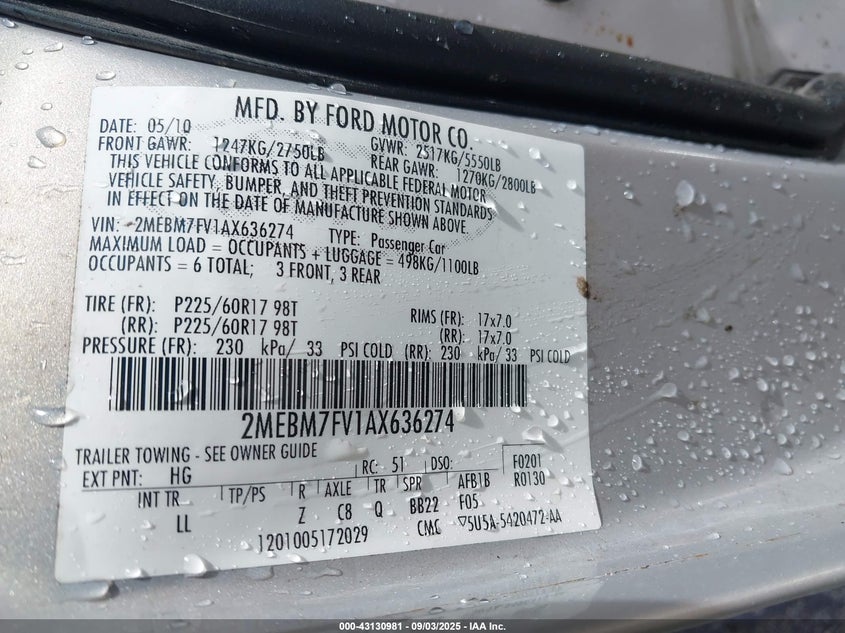 MFD. BY FORD MOTOR CO.
DATE: 05/10 GVWR: 2517KG/5550LB
FRONT GAWR: 1247KG/2750LB REAR GAWR: 1270KG/2800LB
THIS VEHICLE CONFORMS TO ALL APPLICABLE FEDERAL MOTOR
VEHICLE SAFETY, BUMPER, AND THEFT PREVENTION STANDARDS
IN EFFECT ON THE DATE OF MANUFACTURE SHOWN ABOVE.
VIN: 2MEBM7FV1AX636274 TYPE: Passenger Car
MAXIMUM LOAD = OCCUPANTS + LUGGAGE = 498KG/1100LB
OCCUPANTS = 6 TOTAL; 3 FRONT, 3 REAR
TIRE (FR): P225/60R17 98T RIMS (FR): 17x7.0
(RR): P225/60R17 98T (RR): 17x7.0
PRESSURE (FR): 230 kPa/ 33 PSI COLD (RR): 230 kPa/ 33 PSI COLD
2MEBM7FV1AX636274
TRAILER TOWING - SEE OWNER GUIDE
EXT PNT: HG RC: 51 DSO: F0201
R0130
INT TR TP/PS R AXLE TR SPR AFB1B
LL Z C8 Q BB22 F05
1201005172029 CMC ▽5U5A-5420472-AA
000-43130981 - 09/03/2025 - IAA Inc.